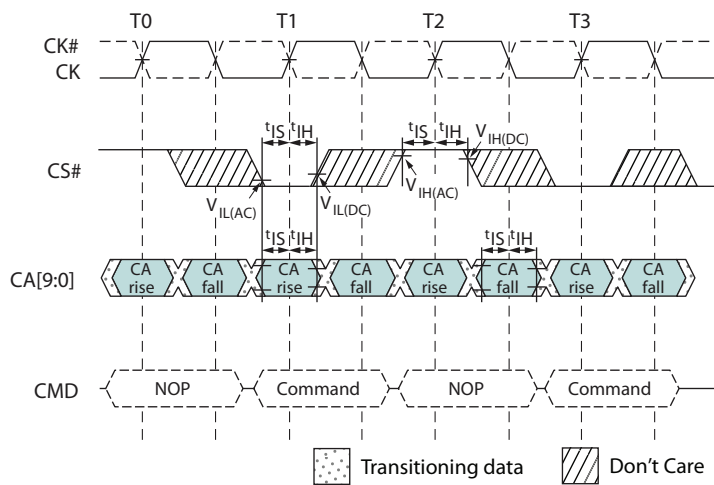 T0 T1 T2 T3
CK#
CK
tIS tIH tIS tIH VIH(DC)
CS#
VIL(AC) VIL(DC) VIH(AC)
tIS tIH tIS tIH
CA[9:0]
CA rise
CA fall
CA rise
CA fall
CA rise
CA fall
CA rise
CA fall
CMD NOP Command NOP Command
Transitioning data Don't Care